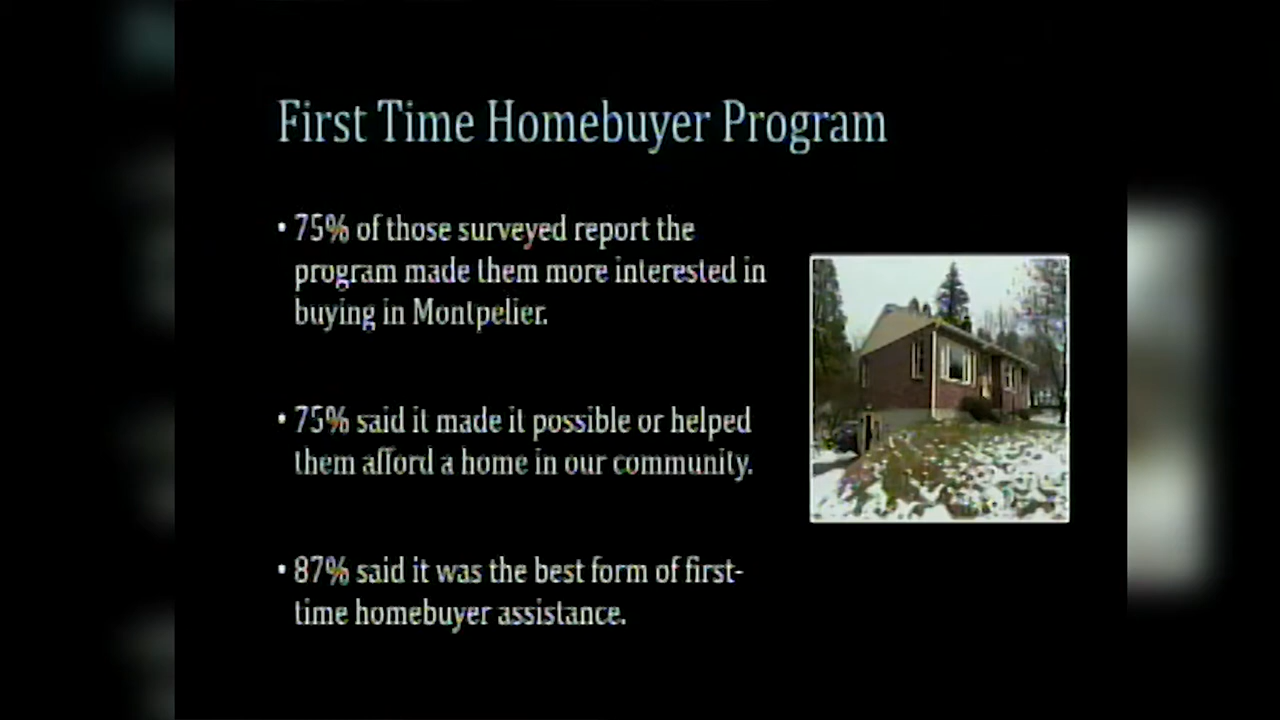 First Time Homebuyer Program
• 75% of those surveyed report the
program made them more interested in
buying in Montpelier.
• 75% said it made it possible or helped
them afford a home in our community.
• 87% said it was the best form of first-
time homebuyer assistance.